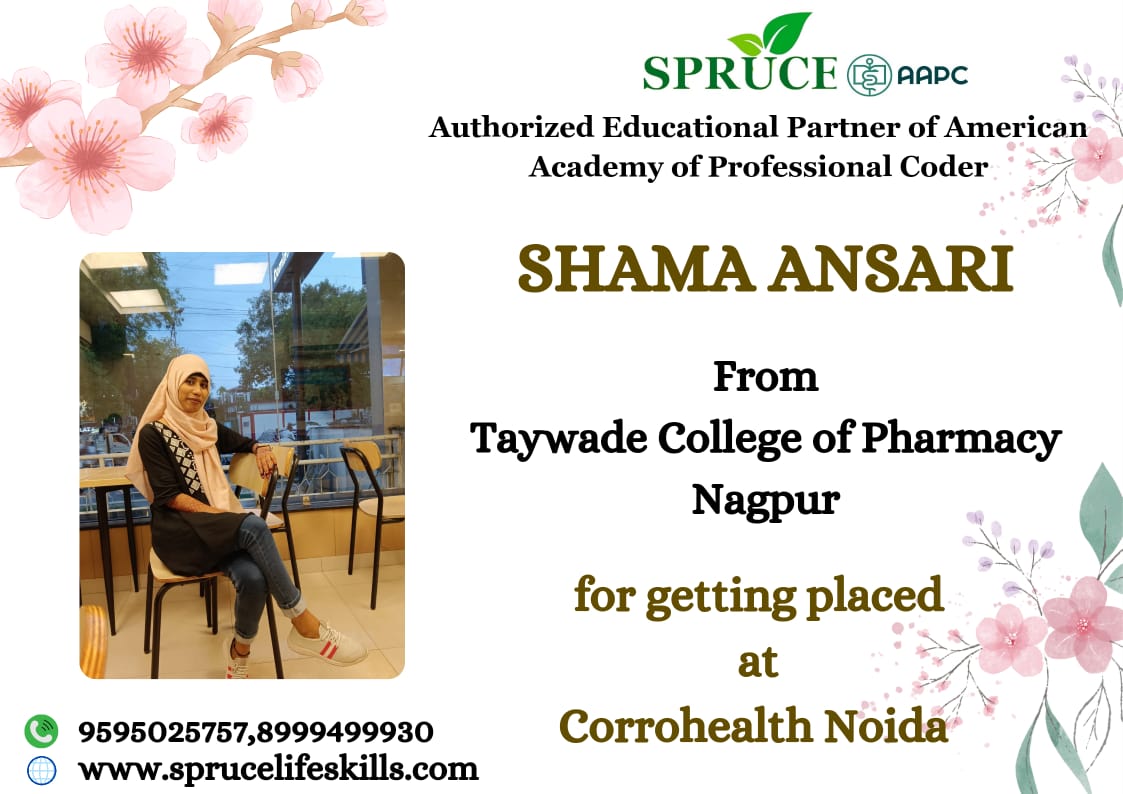 SPRUCE AAPC
Authorized Educational Partner of American
Academy of Professional Coder
SHAMA ANSARI
From
Taywade College of Pharmacy
Nagpur
for getting placed
at
Corrohealth Noida
9595025757,8999499930
www.sprucelifeskills.com